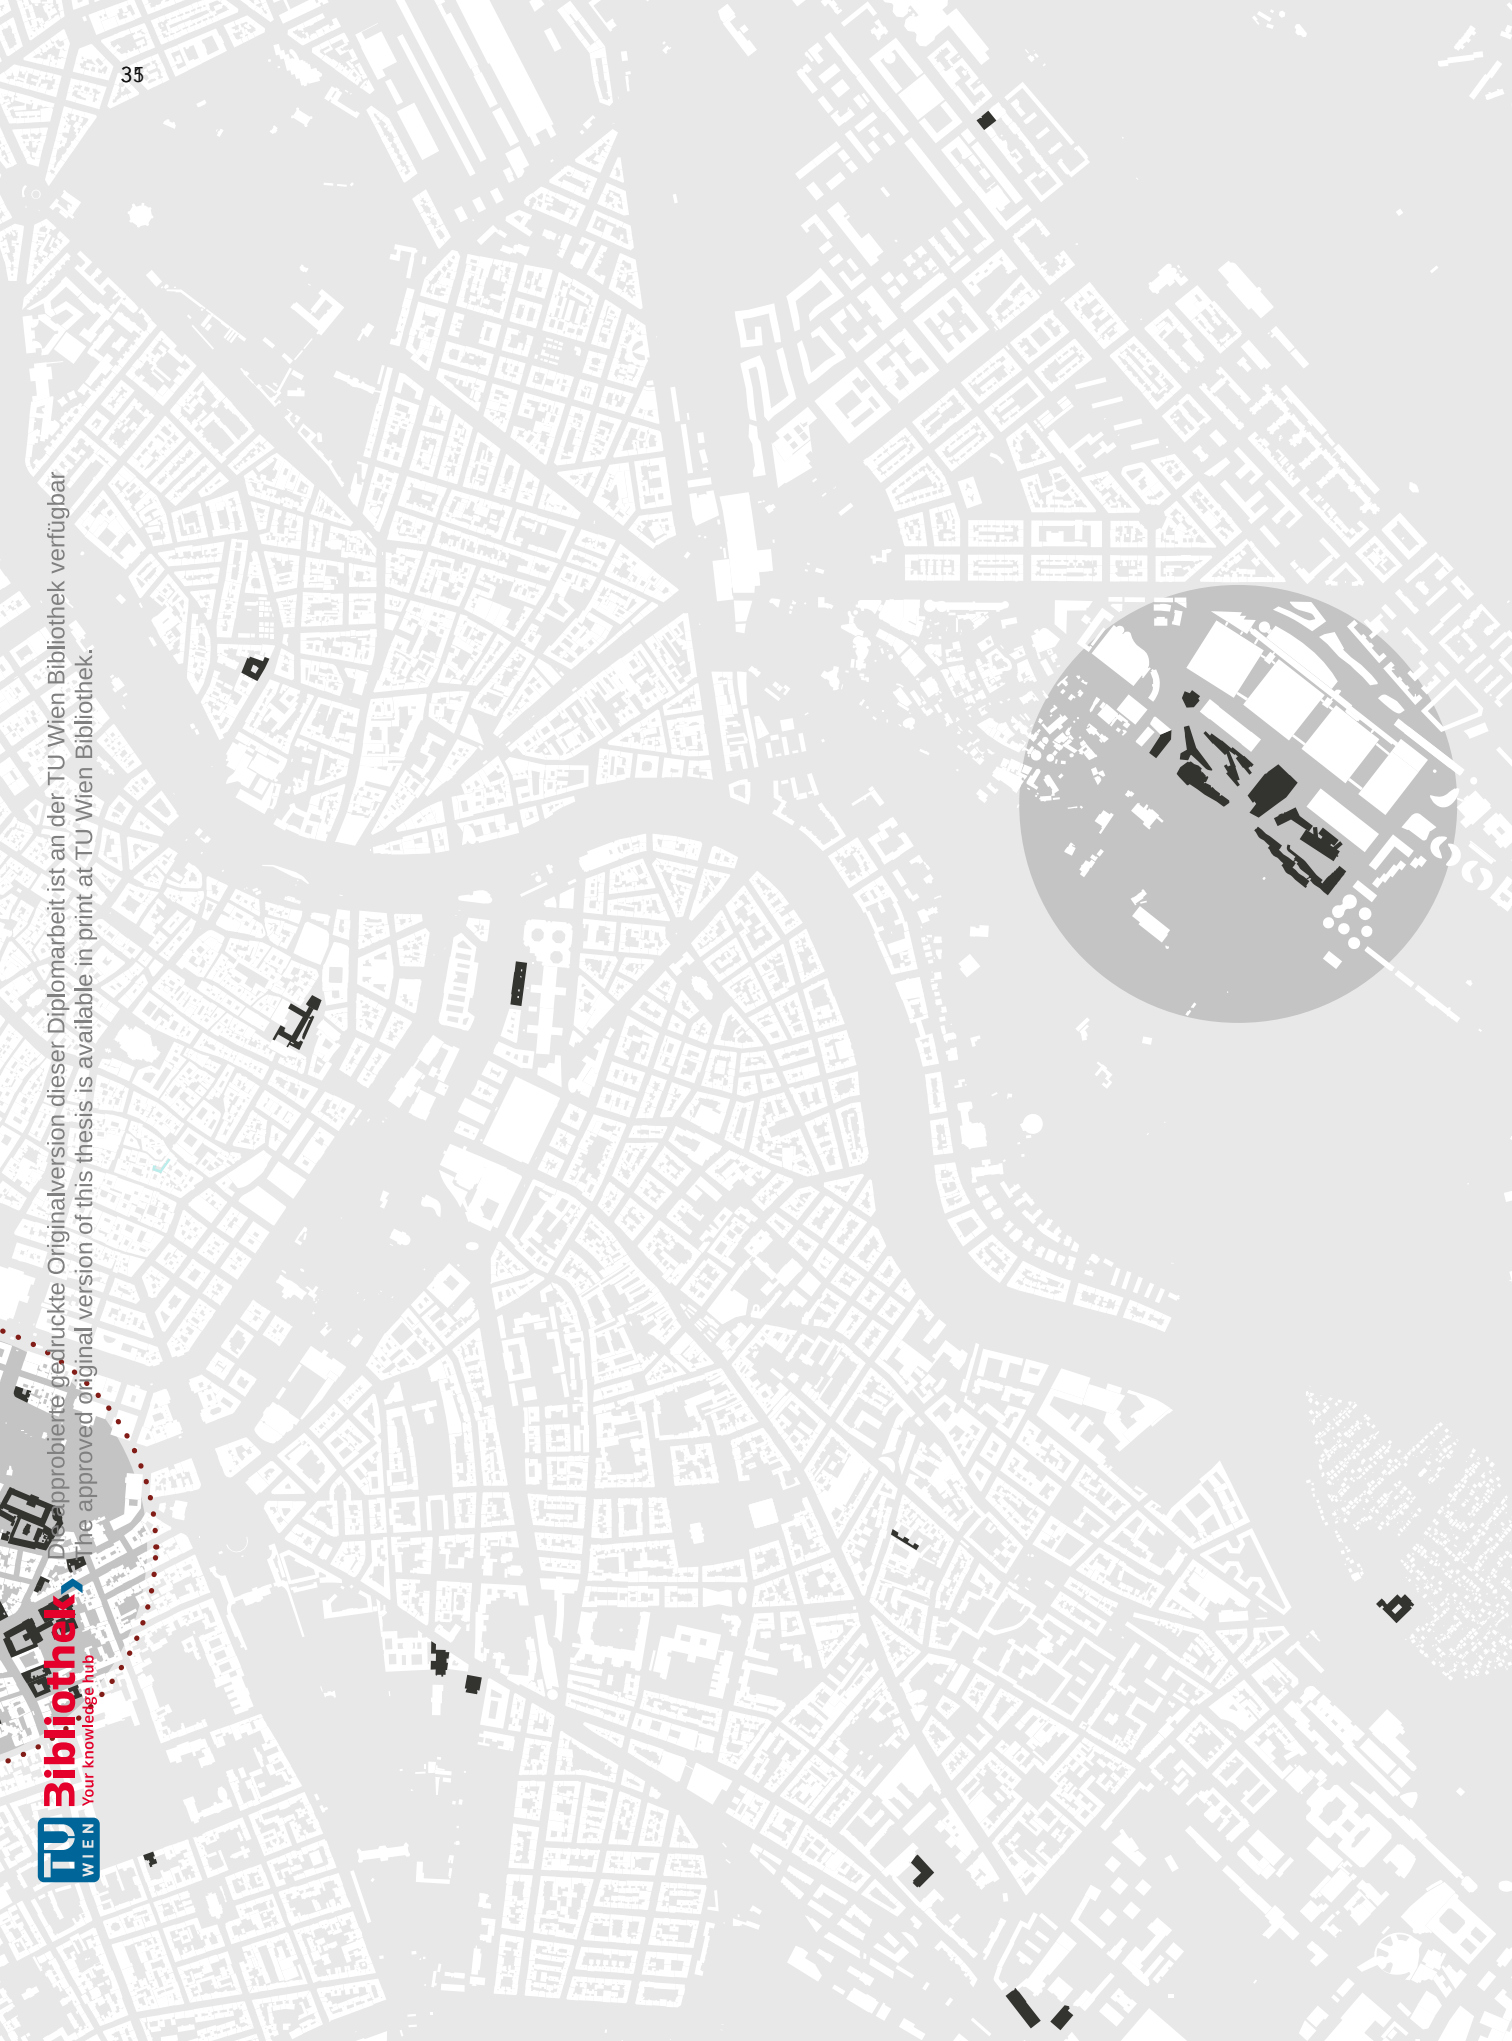 Die approbierte gedruckte Originalversion dieser Diplomarbeit ist an der TU Wien Bibliothek verfügbar
The approved original version of this thesis is available in print at TU Wien Bibliothek.
Bibliothek
Your knowledge hub
TU
WIEN